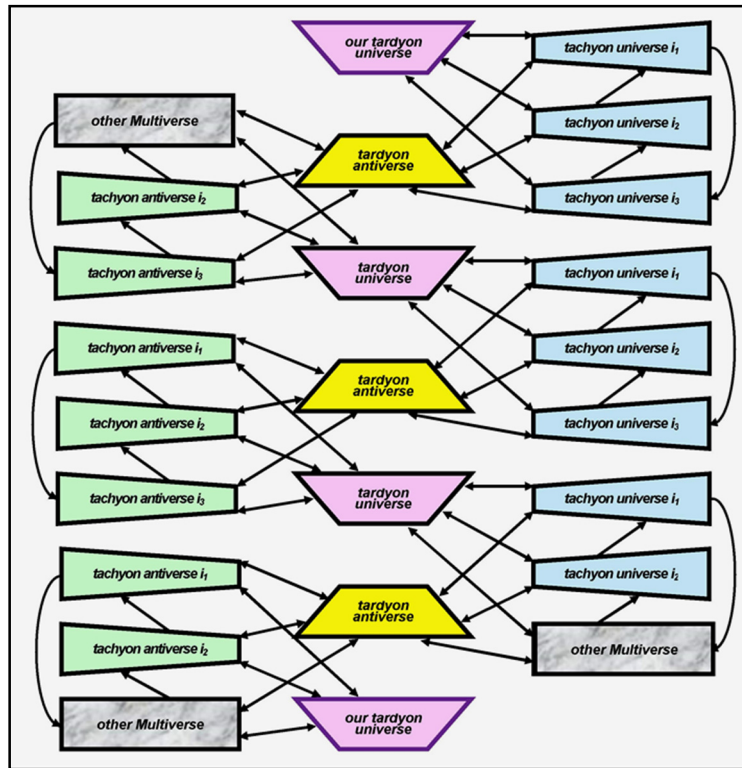 our tardyon
universe
tachyon universe i1
other Multiverse
tachyon universe i2
tardyon
antiverse
tachyon antiverse i2
tachyon universe i3
tachyon antiverse i3
tardyon
universe
tachyon universe i1
tachyon antiverse i1
tachyon universe i2
tardyon
antiverse
tachyon antiverse i2
tachyon universe i3
tachyon antiverse i3
tardyon
universe
tachyon universe i1
tachyon antiverse i1
tachyon universe i2
tardyon
antiverse
tachyon antiverse i2
other Multiverse
other Multiverse
our tardyon
universe